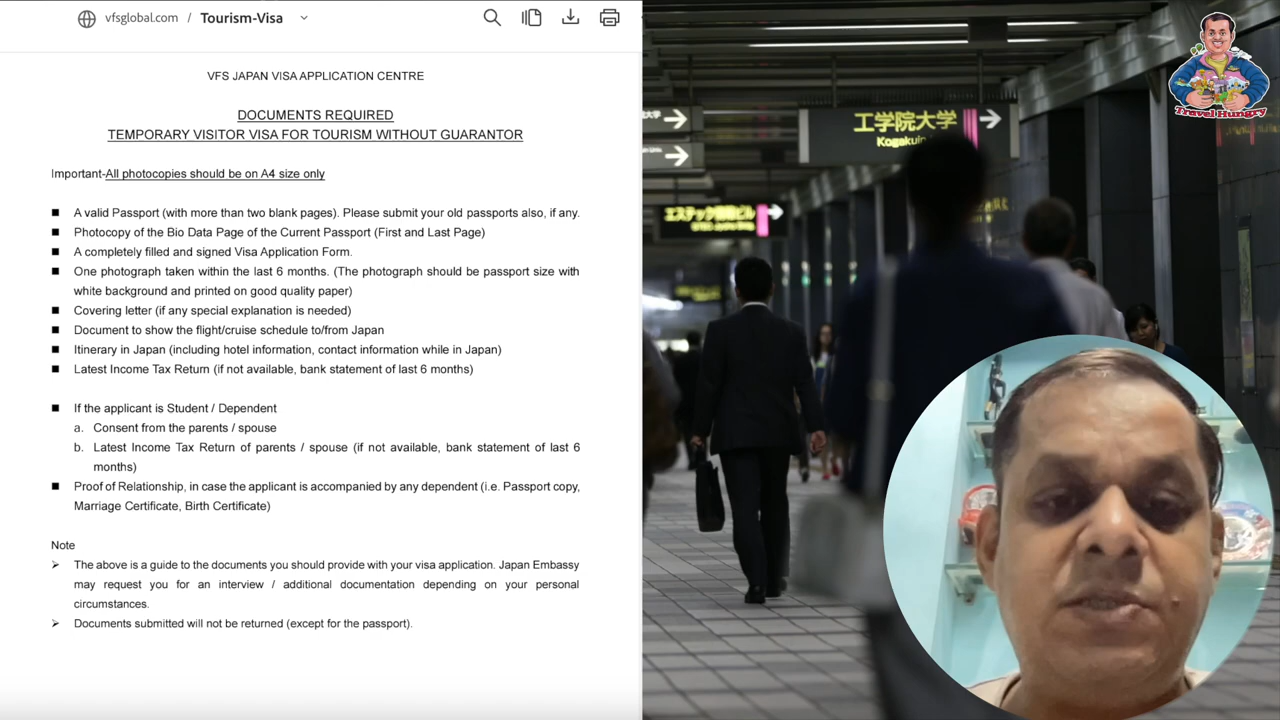 vfsglobal.com / Tourism-Visa
VFS JAPAN VISA APPLICATION CENTRE
DOCUMENTS REQUIRED
TEMPORARY VISITOR VISA FOR TOURISM WITHOUT GUARANTOR
Important-All photocopies should be on A4 size only
A valid Passport (with more than two blank pages). Please submit your old passports also, if any.
Photocopy of the Bio Data Page of the Current Passport (First and Last Page)
A completely filled and signed Visa Application Form.
One photograph taken within the last 6 months. (The photograph should be passport size with
white background and printed on good quality paper)
Covering letter (if any special explanation is needed)
Document to show the flight/cruise schedule to/from Japan
Itinerary in Japan (including hotel information, contact information while in Japan)
Latest Income Tax Return (if not available, bank statement of last 6 months)
If the applicant is Student / Dependent
a. Consent from the parents / spouse
b. Latest Income Tax Return of parents / spouse (if not available, bank statement of last 6
months)
Proof of Relationship, in case the applicant is accompanied by any dependent (i.e. Passport copy,
Marriage Certificate, Birth Certificate)
Note
The above is a guide to the documents you should provide with your visa application. Japan Embassy
may request you for an interview / additional documentation depending on your personal
circumstances.
Documents submitted will not be returned (except for the passport).
工学院大学
Travel Hungry